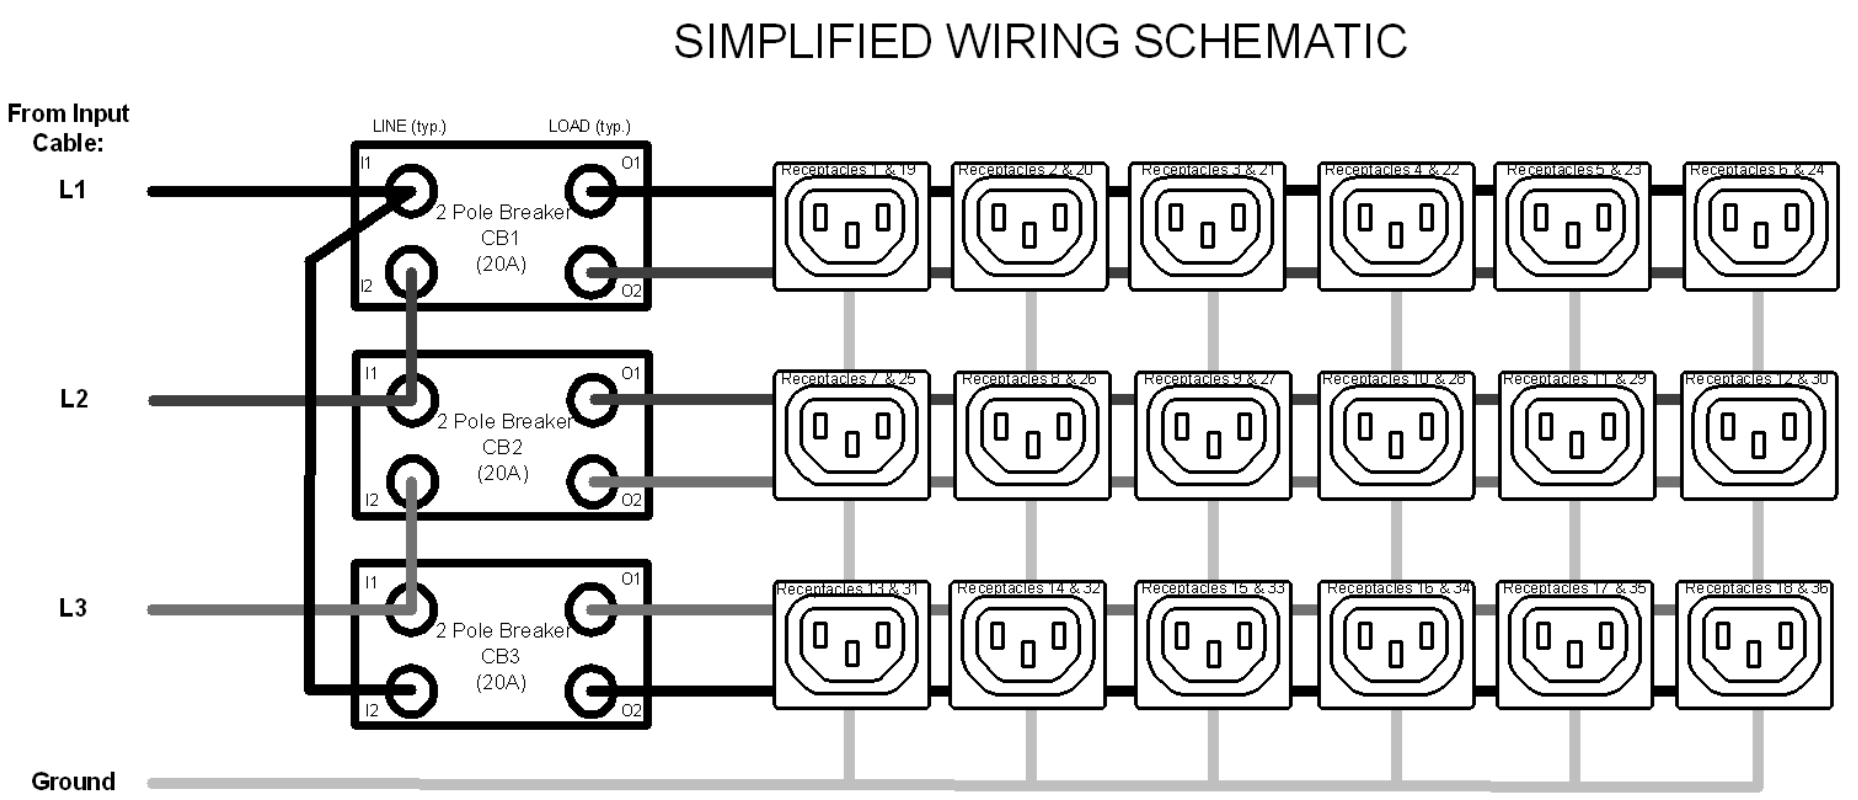 SIMPLIFIED WIRING SCHEMATIC
From Input
Cable:
LINE (typ.) LOAD (typ.)
L1
I1 O1
2 Pole Breaker
CB1
(20A)
I2 O2
Receptacles 1 & 19 Receptacles 2 & 20 Receptacles 3 & 21 Receptacles 4 & 22 Receptacles 5 & 23 Receptacles 6 & 24
L2
I1 O1
2 Pole Breaker
CB2
(20A)
I2 O2
Receptacles 7 & 25 Receptacles 8 & 26 Receptacles 9 & 27 Receptacles 10 & 28 Receptacles 11 & 29 Receptacles 12 & 30
L3
I1 O1
2 Pole Breaker
CB3
(20A)
I2 O2
Receptacles 13 & 31 Receptacles 14 & 32 Receptacles 15 & 33 Receptacles 16 & 34 Receptacles 17 & 35 Receptacles 18 & 36
Ground